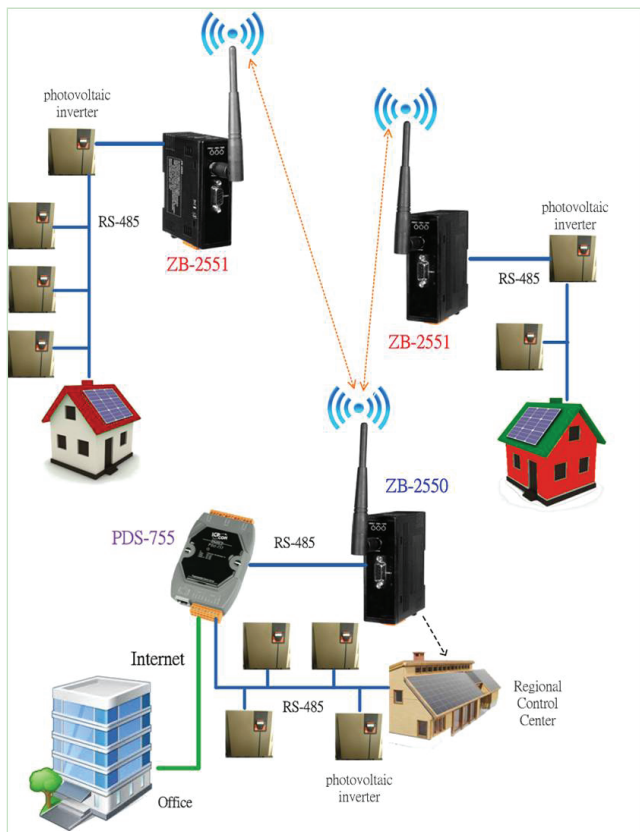 photovoltaic
inverter
RS-485
ZB-2551
photovoltaic
inverter
RS-485
ZB-2551
ZB-2550
PDS-755
RS-485
Internet
RS-485
Regional
Control
Center
photovoltaic
inverter
Office